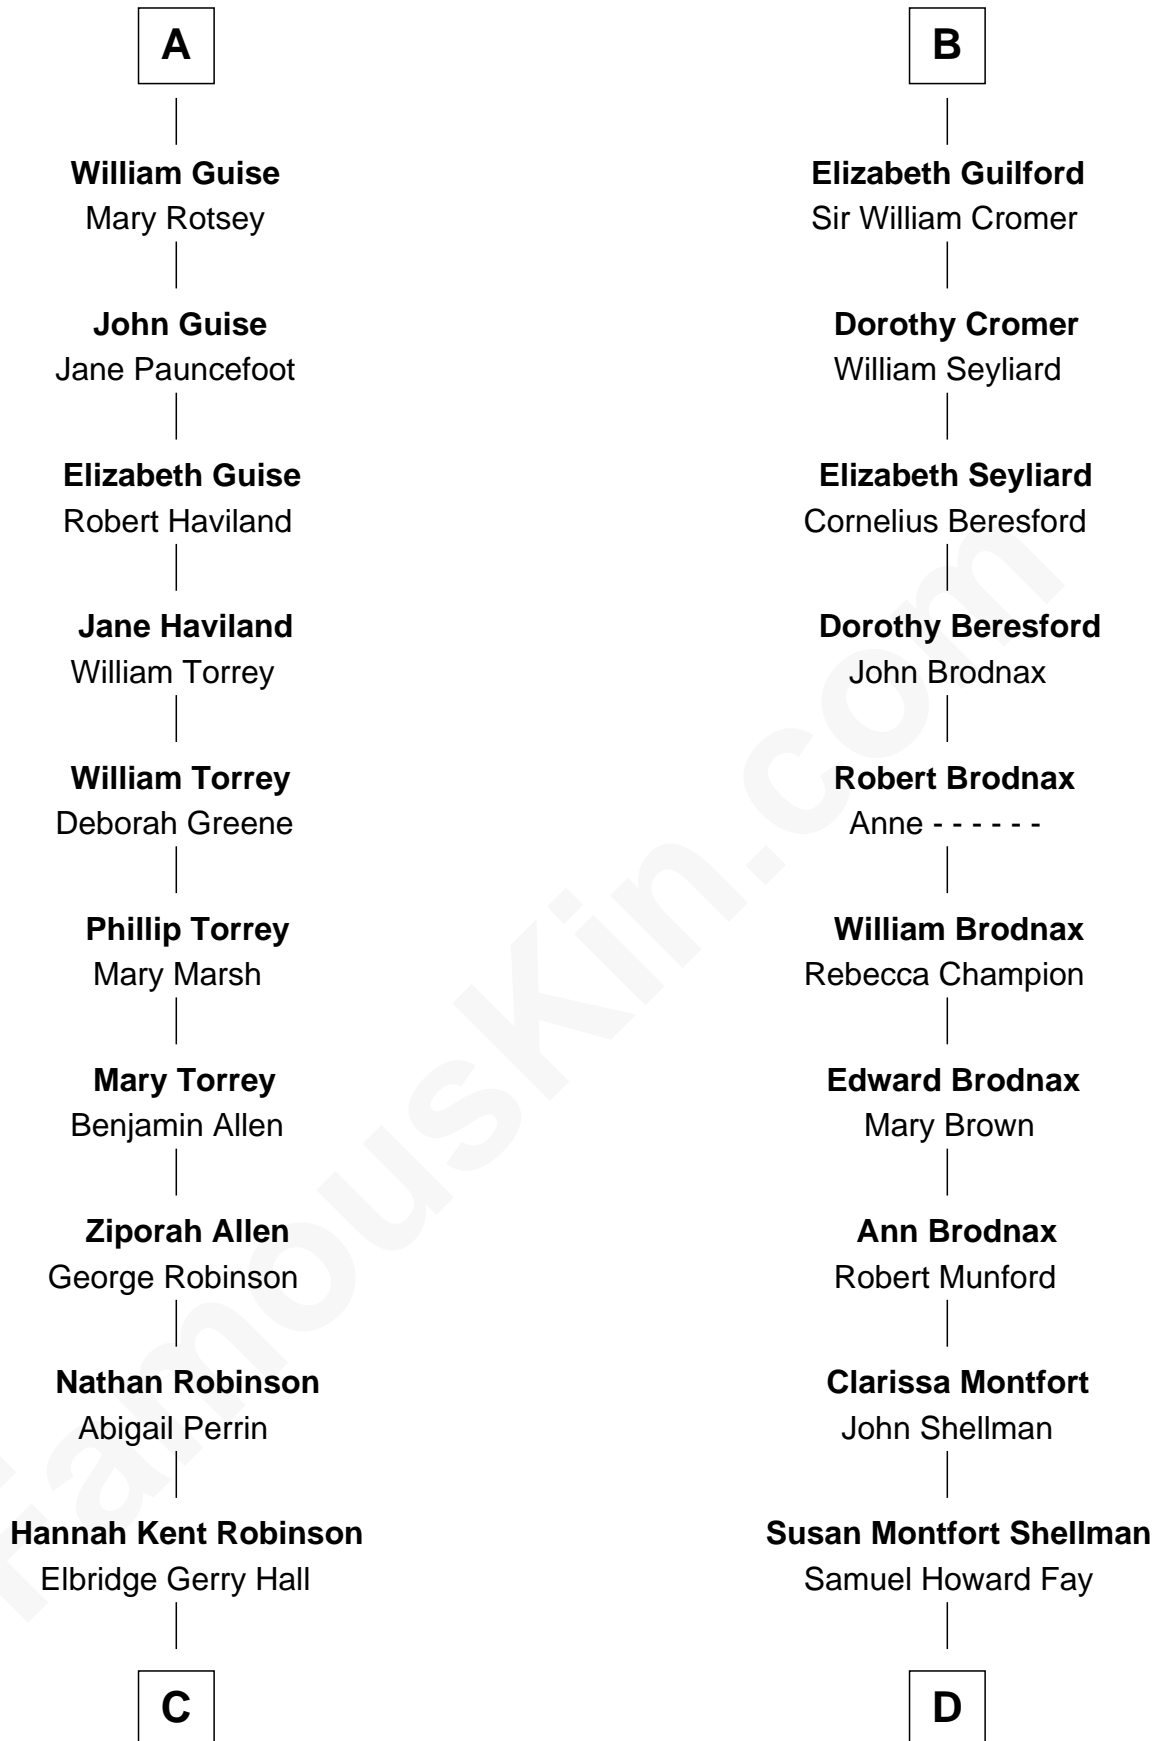 A
William Guise
Mary Rotsey
John Guise
Jane Pauncefoot
Elizabeth Guise
Robert Haviland
Jane Haviland
William Torrey
William Torrey
Deborah Greene
Phillip Torrey
Mary Marsh
Mary Torrey
Benjamin Allen
Ziporah Allen
George Robinson
Nathan Robinson
Abigail Perrin
Hannah Kent Robinson
Elbridge Gerry Hall
C
B
Elizabeth Guilford
Sir William Cromer
Dorothy Cromer
William Seyliard
Elizabeth Seyliard
Cornelius Beresford
Dorothy Beresford
John Brodnax
Robert Brodnax
Anne - - - - - -
William Brodnax
Rebecca Champion
Edward Brodnax
Mary Brown
Ann Brodnax
Robert Munford
Clarissa Montfort
John Shellman
Susan Montfort Shellman
Samuel Howard Fay
D
FamousKin.com